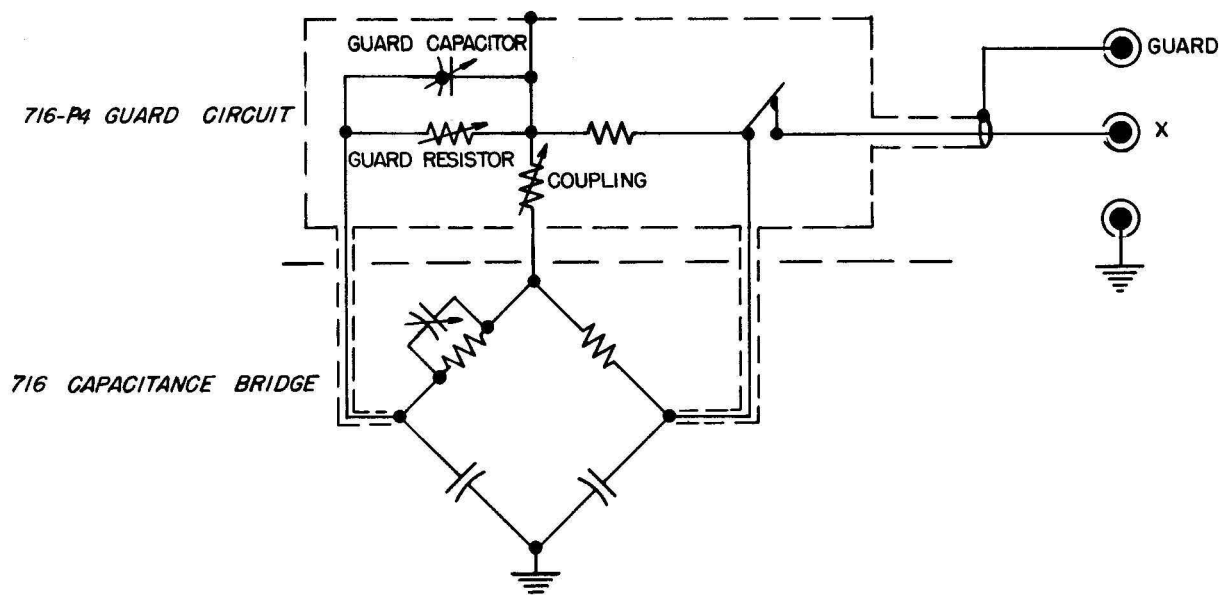 GUARD CAPACITOR
GUARD
716-P4 GUARD CIRCUIT
X
GUARD RESISTOR
COUPLING
716 CAPACITANCE BRIDGE